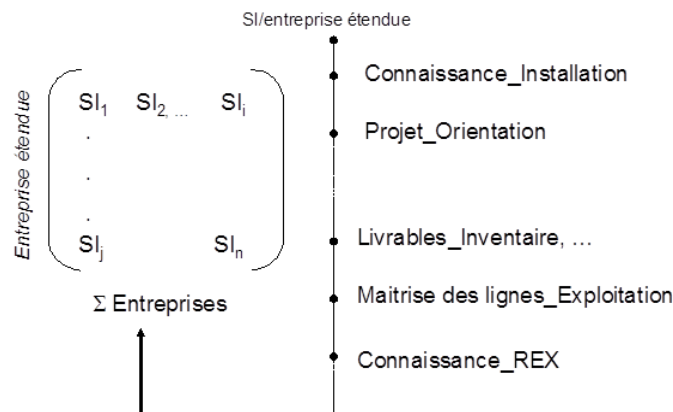 SI/entreprise étendue
Entreprise étendue
SI1 SI2, ... SIi
.
.
.
SIj SIn
Σ Entreprises
Connaissance_Installation
Projet_Orientation
Livrables_Inventaire, ...
Maitrise des lignes_Exploitation
Connaissance_REX